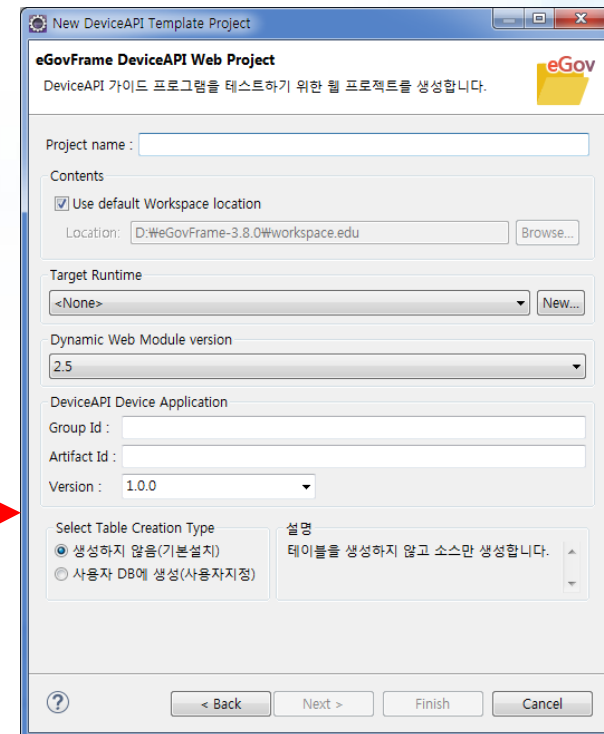 New DeviceAPI Template Project
eGovFrame DeviceAPI Web Project
eGov
DeviceAPI 가이드 프로그램을 테스트하기 위한 웹 프로젝트를 생성합니다.
Project name :
Contents
Use default Workspace location
Location: D:₩eGovFrame-3.8.0₩workspace.edu Browse...
Target Runtime
<None> New...
Dynamic Web Module version
2.5
DeviceAPI Device Application
Group Id :
Artifact Id :
Version : 1.0.0
Select Table Creation Type 설명
생성하지 않음(기본설치) 테이블을 생성하지 않고 소스만 생성합니다.
사용자 DB에 생성(사용자지정)
? < Back Next > Finish Cancel